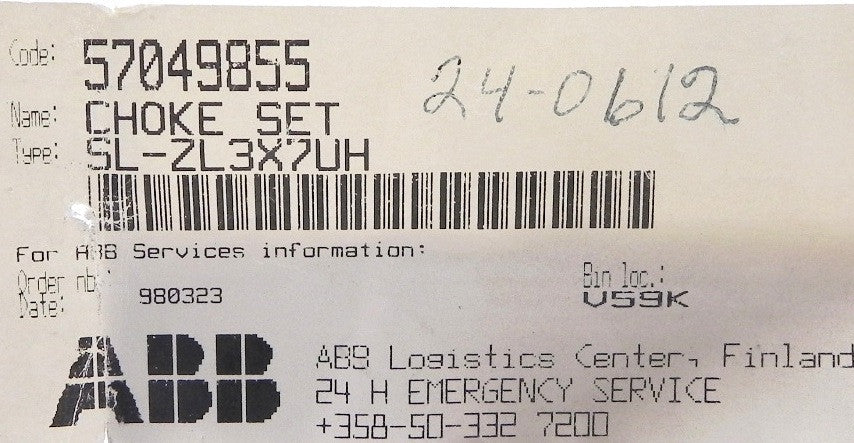 Code: 57049855
24-0612
Name: CHOKE SET
Type: SL-ZL3X7UH
For ABB Services information:
Order nb
Date: 980323
Bin loc.:
V59K
ABB
ABB Logistics Center, Finland
24 H EMERGENCY SERVICE
+358-50-332 7200